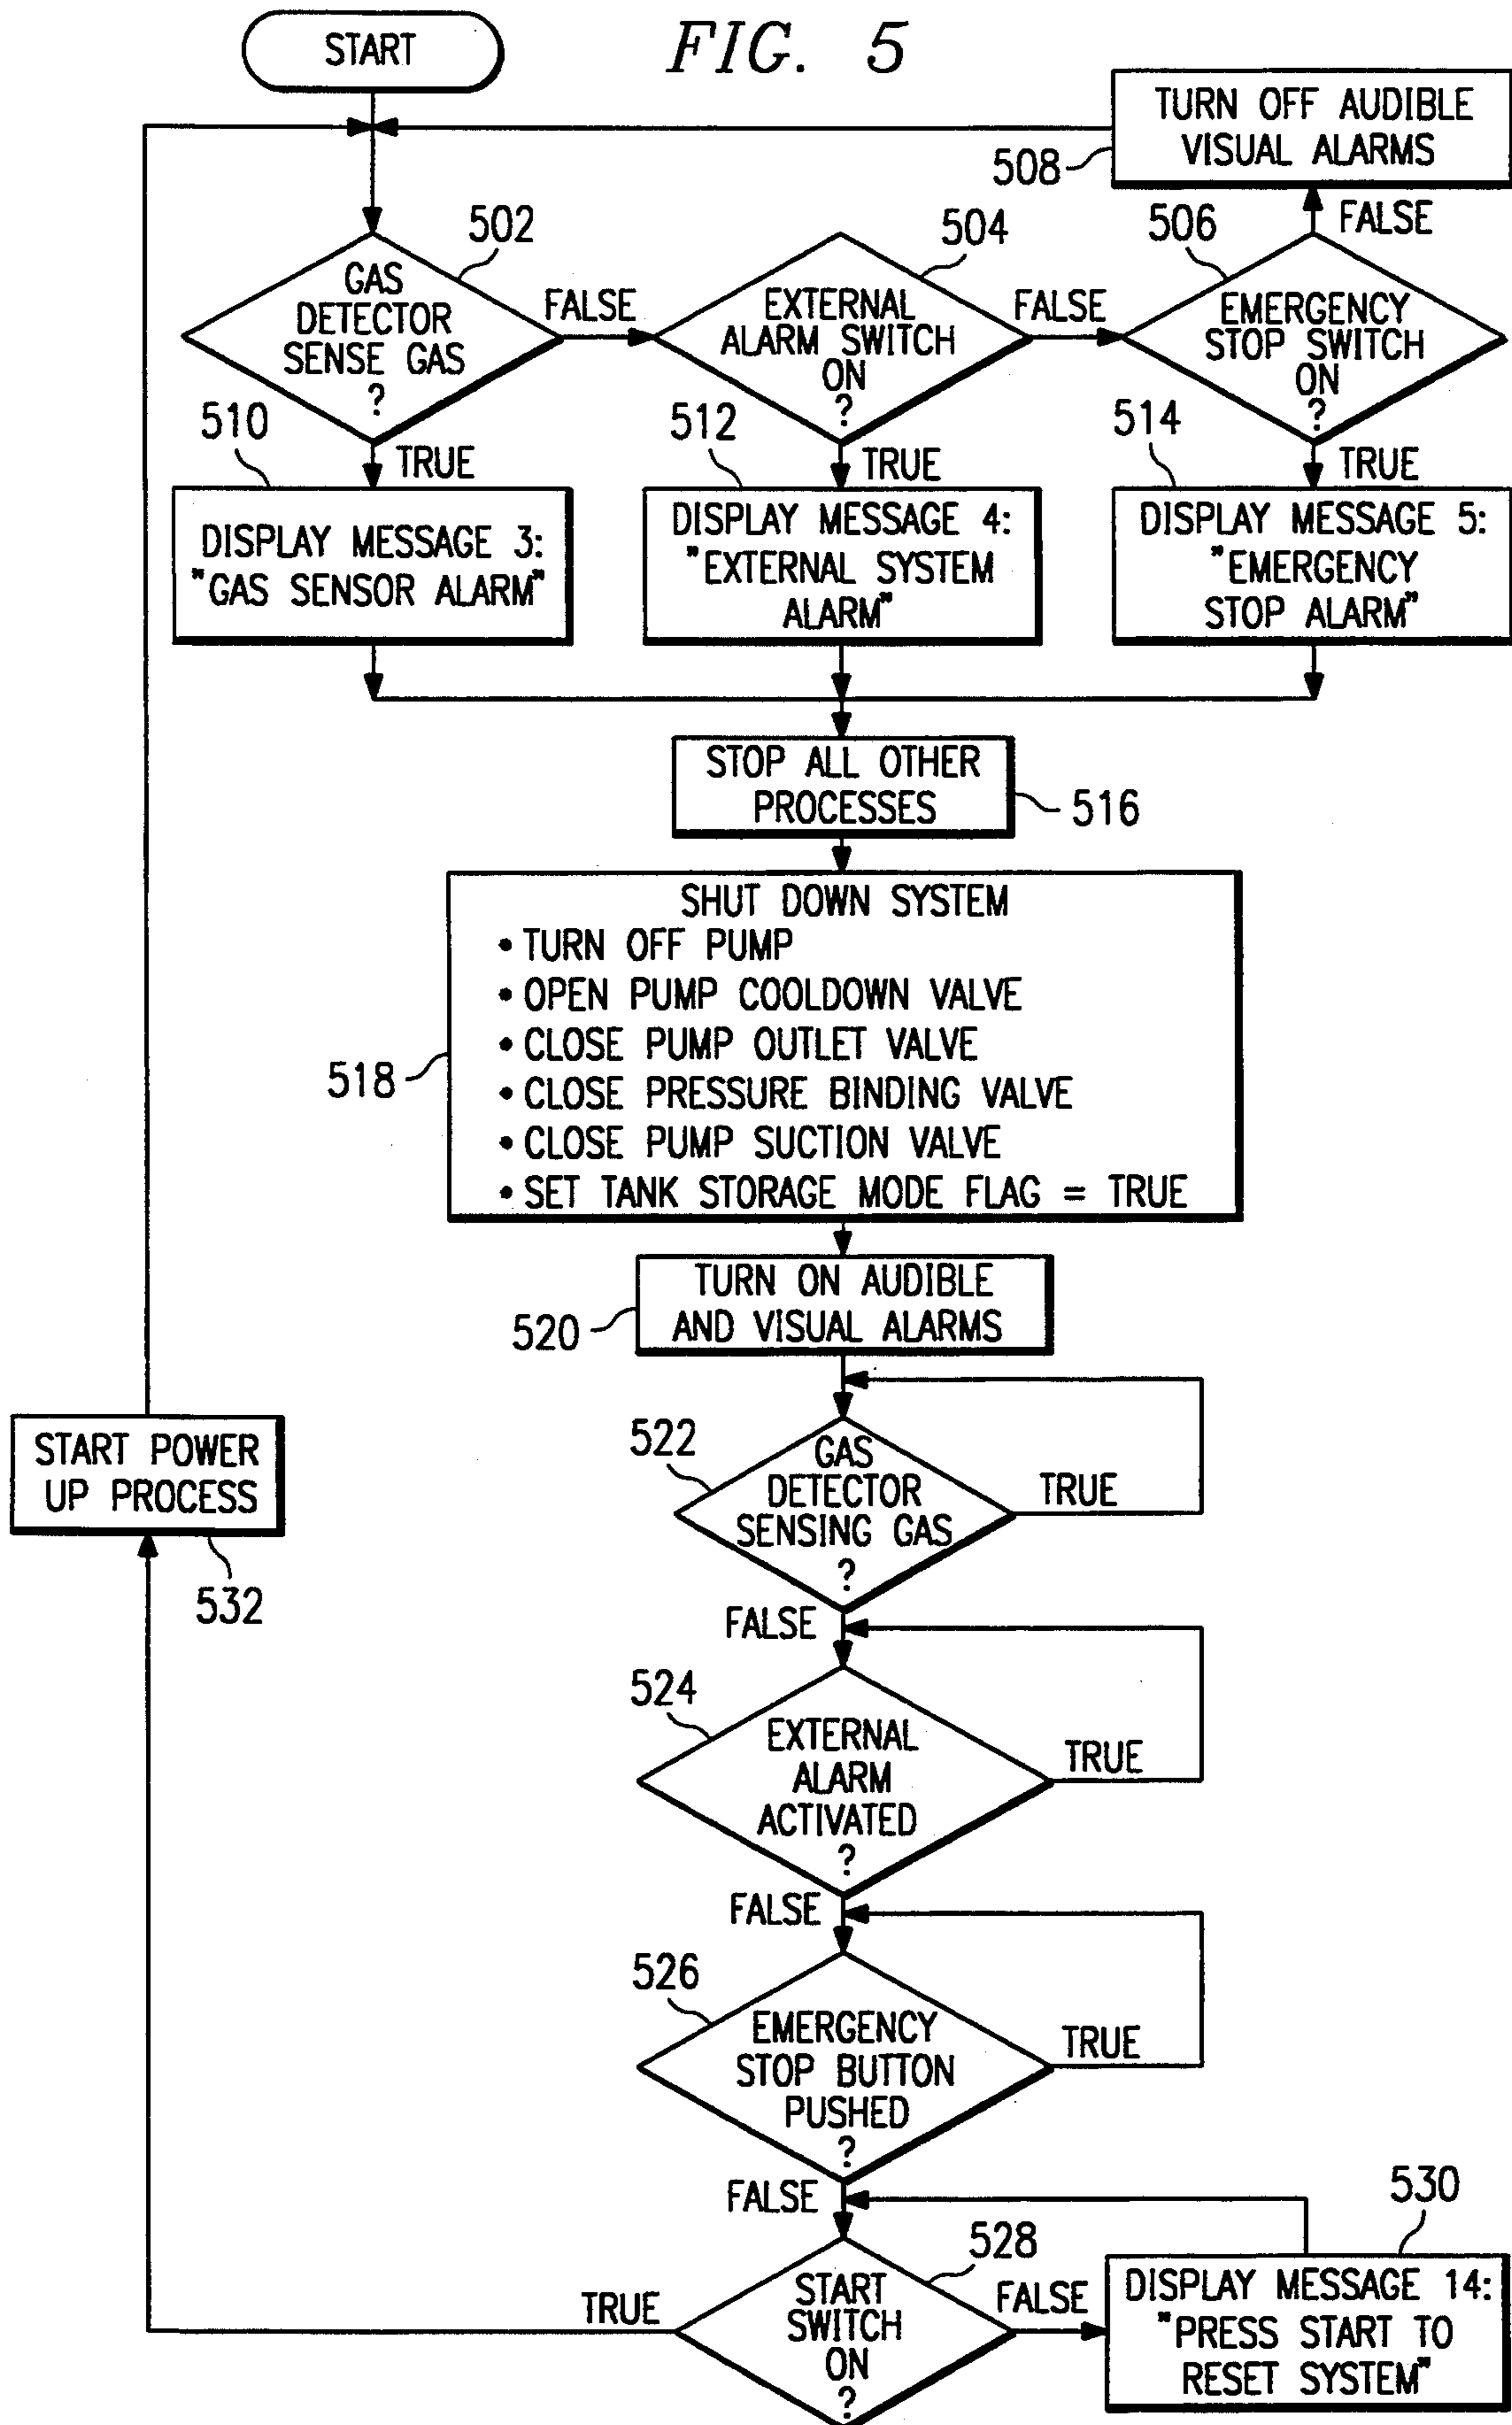 START
FIG. 5
TURN OFF AUDIBLE
VISUAL ALARMS
508
502
504
506
FALSE
GAS
DETECTOR
SENSE GAS
?
FALSE
EXTERNAL
ALARM SWITCH
ON
?
FALSE
EMERGENCY
STOP SWITCH
ON
?
510
TRUE
512
TRUE
514
TRUE
DISPLAY MESSAGE 3:
"GAS SENSOR ALARM"
DISPLAY MESSAGE 4:
"EXTERNAL SYSTEM
ALARM"
DISPLAY MESSAGE 5:
"EMERGENCY
STOP ALARM"
STOP ALL OTHER
PROCESSES
516
SHUT DOWN SYSTEM
• TURN OFF PUMP
• OPEN PUMP COOLDOWN VALVE
• CLOSE PUMP OUTLET VALVE
• CLOSE PRESSURE BINDING VALVE
• CLOSE PUMP SUCTION VALVE
• SET TANK STORAGE MODE FLAG = TRUE
518
TURN ON AUDIBLE
AND VISUAL ALARMS
520
522
GAS
DETECTOR
SENSING GAS
?
TRUE
START POWER
UP PROCESS
532
FALSE
524
EXTERNAL
ALARM
ACTIVATED
?
TRUE
FALSE
526
EMERGENCY
STOP BUTTON
PUSHED
?
TRUE
FALSE
528
START
SWITCH
ON
?
TRUE
FALSE
530
DISPLAY MESSAGE 14:
"PRESS START TO
RESET SYSTEM"